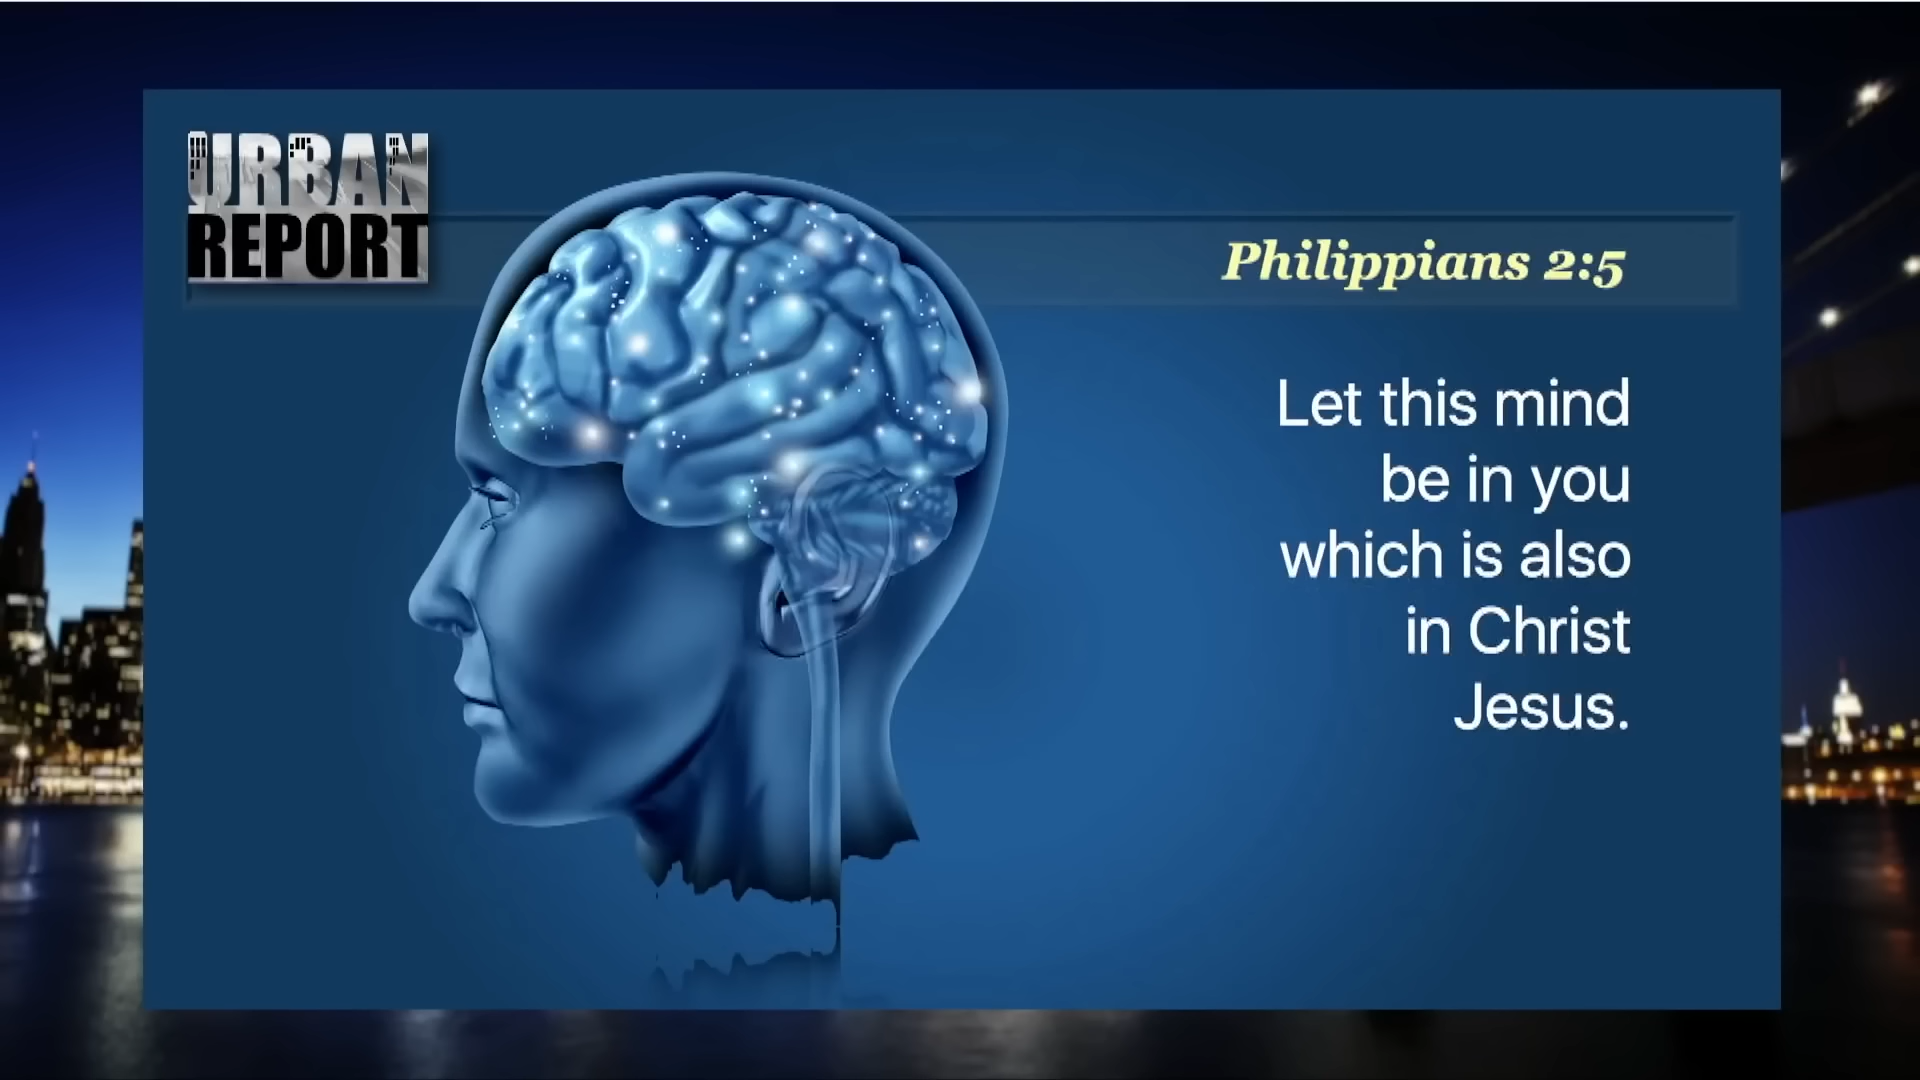 URBAN
REPORT
Philippians 2:5
Let this mind
be in you
which is also
in Christ
Jesus.